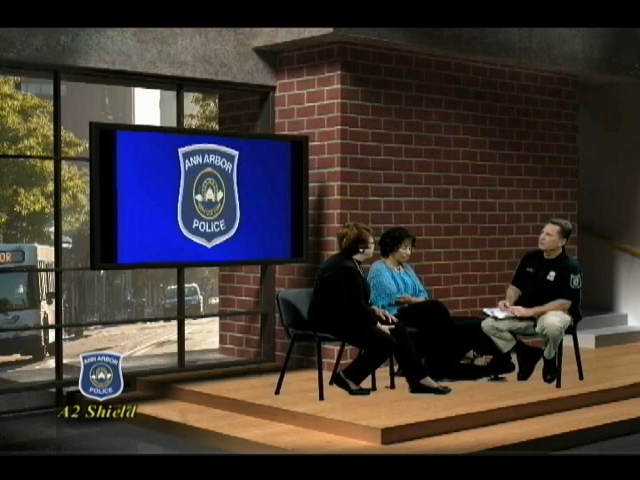 ANN ARBOR
POLICE
OR
ANN ARBOR
POLICE
A2 Shield